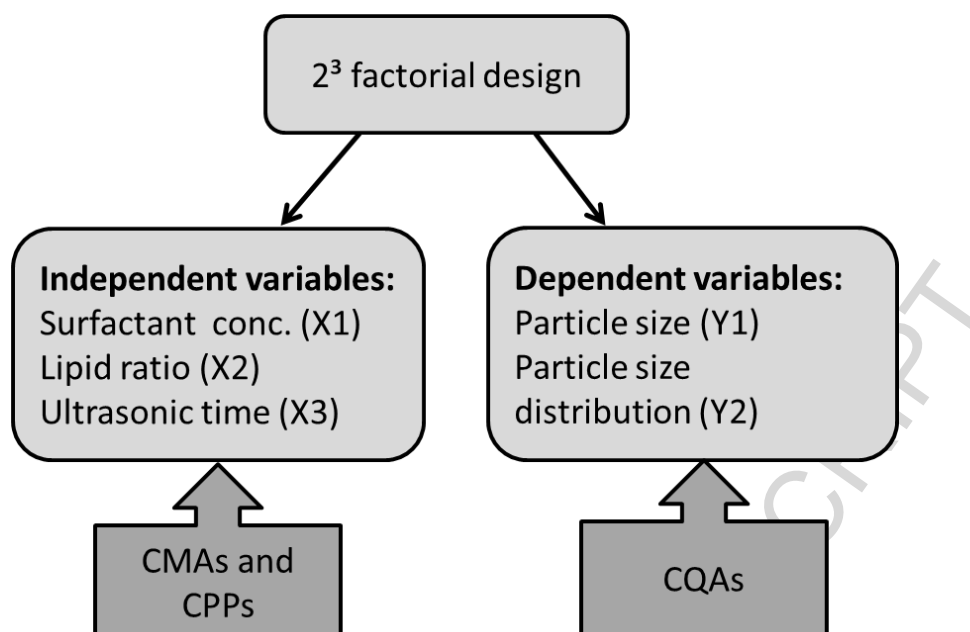 2³ factorial design
Independent variables:
Surfactant conc. (X1)
Lipid ratio (X2)
Ultrasonic time (X3)
Dependent variables:
Particle size (Y1)
Particle size
distribution (Y2)
CMAs and
CPPs
CQAs